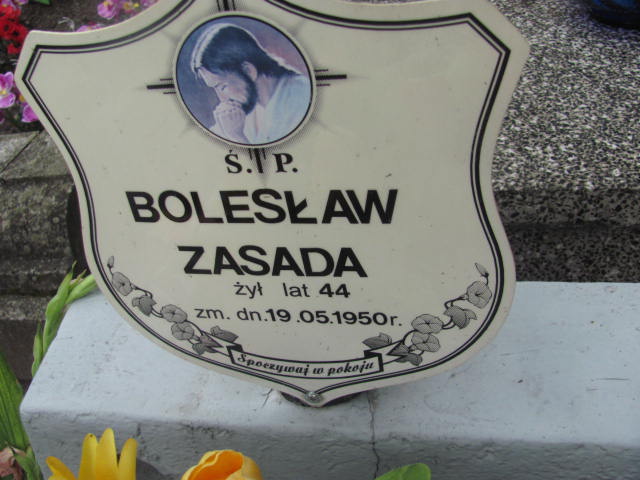 Ś. P.
BOLESŁAW
ZASADA
żył lat 44
zm. dn. 19.05.1950r.
Spoczywaj w pokoju